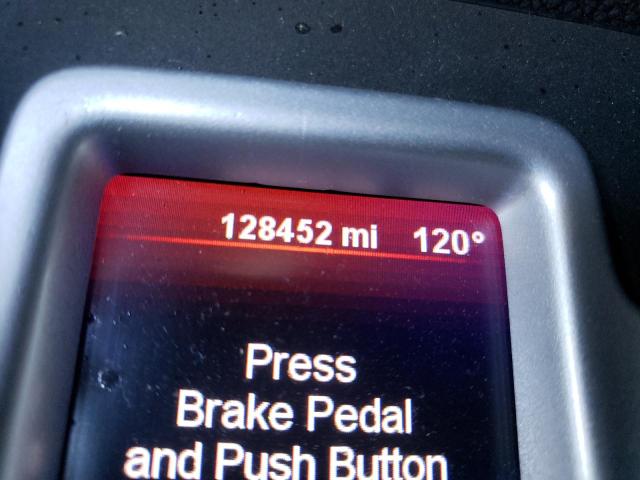 128452 mi 120°
Press
Brake Pedal
and Push Button